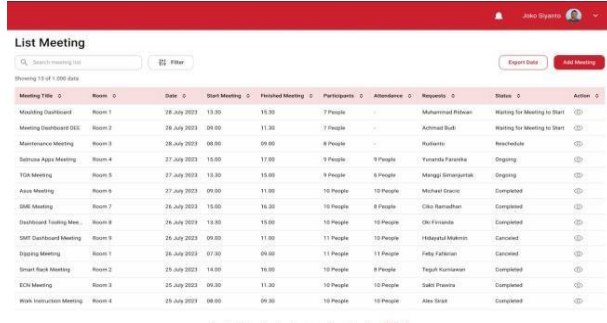 Joko Siyanto
List Meeting
Search meeting list
Filter
Export Data
Add Meeting
Showing 13 of 1.200 data
Meeting Title Room Date Start Meeting Finished Meeting Participants Attendance Requests Status Action
Moulding Dashboard Room 1 28 July 2023 13.30 15.30 7 People - Muhammad Ridwan Waiting for Meeting to Start
Meeting Dashboard OEE Room 2 28 July 2023 09.00 11.30 7 People - Achmad Budi Waiting for Meeting to Start
Maintenance Meeting Room 3 28 July 2023 08.00 09.00 8 People - Rudianto Reschedule
Satnusa Apps Meeting Room 4 27 July 2023 15.00 17.00 9 People 9 People Yunanda Faranika Ongoing
TOA Meeting Room 5 27 July 2023 13.30 15.00 9 People 6 People Manggi Simanjuntak Ongoing
Asus Meeting Room 6 27 July 2023 09.00 11.00 10 People 10 People Michael Gracio Completed
SME Meeting Room 7 26 July 2023 15.00 16.30 10 People 8 People Ciko Ramadhan Completed
Dashboard Tooling Mee... Room 8 26 July 2023 13.30 15.00 10 People 10 People Oki Firnanda Completed
SMT Dashboard Meeting Room 9 26 July 2023 09.00 11.00 11 People 10 People Hidayatul Mukmin Canceled
Dipping Meeting Room 1 26 July 2023 07.30 09.00 11 People 11 People Feby Fafikrian Canceled
Smart Rack Meeting Room 2 25 July 2023 14.00 16.00 10 People 8 People Teguh Kurniawan Completed
ECN Meeting Room 3 25 July 2023 09.30 11.30 10 People 10 People Sakti Prawira Completed
Work Instruction Meeting Room 4 25 July 2023 08.00 09.30 10 People 10 People Alex Grait Completed